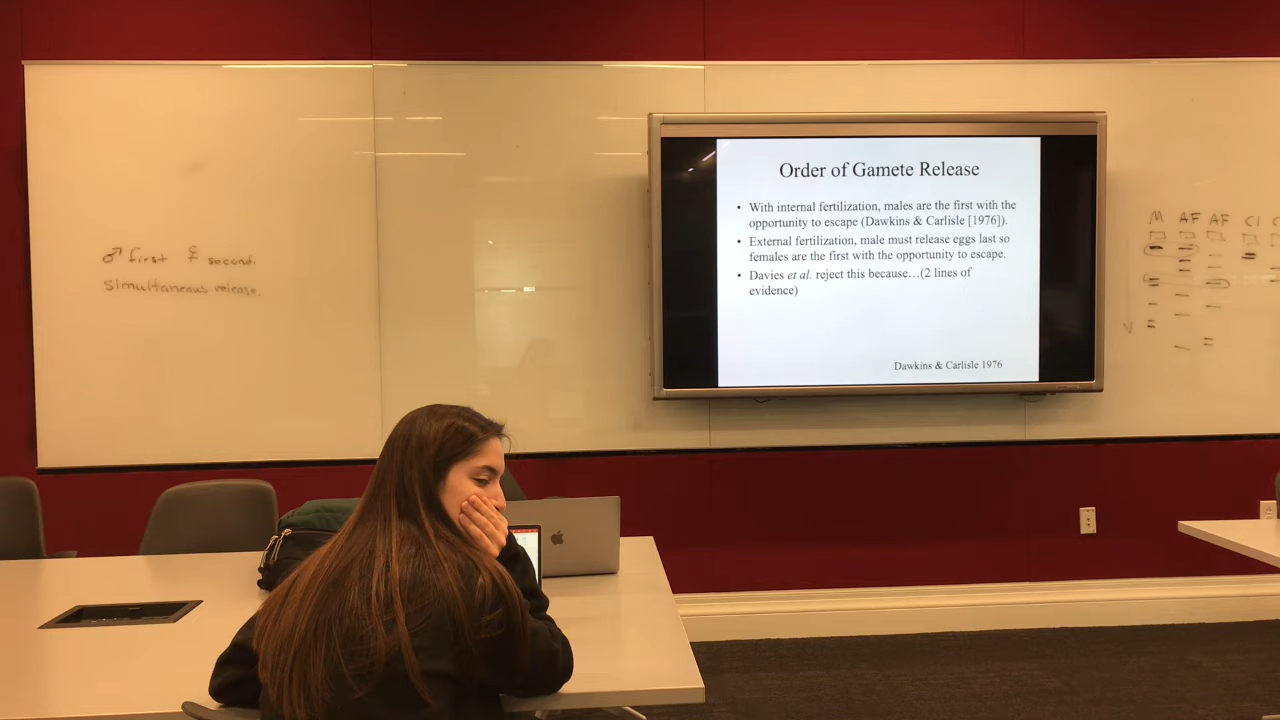 ♂ first ♀ second.
Simultaneous release.
Order of Gamete Release
• With internal fertilization, males are the first with the
opportunity to escape (Dawkins & Carlisle [1976]).
• External fertilization, male must release eggs last so
females are the first with the opportunity to escape.
• Davies et al. reject this because…(2 lines of
evidence)
Dawkins & Carlisle 1976
M AF AF C1